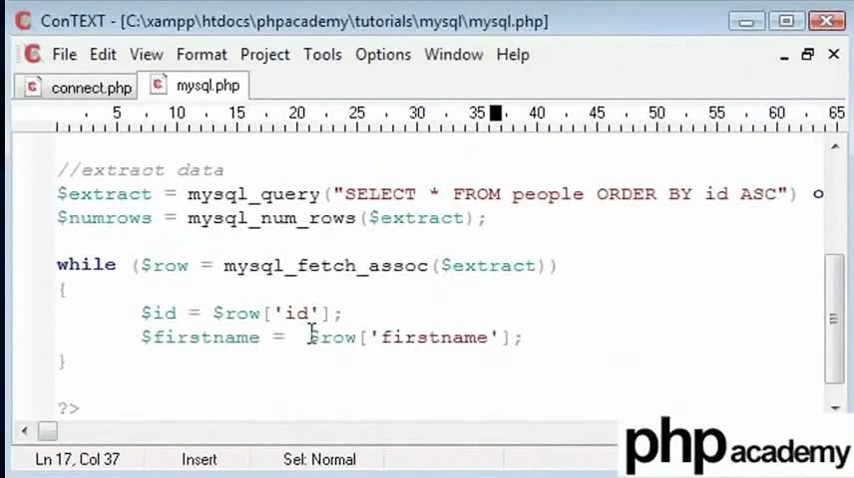 ConTEXT - [C:\xampp\htdocs\phpacademy\tutorials\mysql\mysql.php]
File Edit View Format Project Tools Options Window Help
connect.php mysql.php
5 10 15 20 25 30 35 40 45 50 55 60 65
//extract data
$extract = mysql_query("SELECT * FROM people ORDER BY id ASC") o
$numrows = mysql_num_rows($extract);
while ($row = mysql_fetch_assoc($extract))
{
$id = $row['id'];
$firstname = $row['firstname'];
}
?>
Ln 17, Col 37 Insert Sel: Normal
php academy